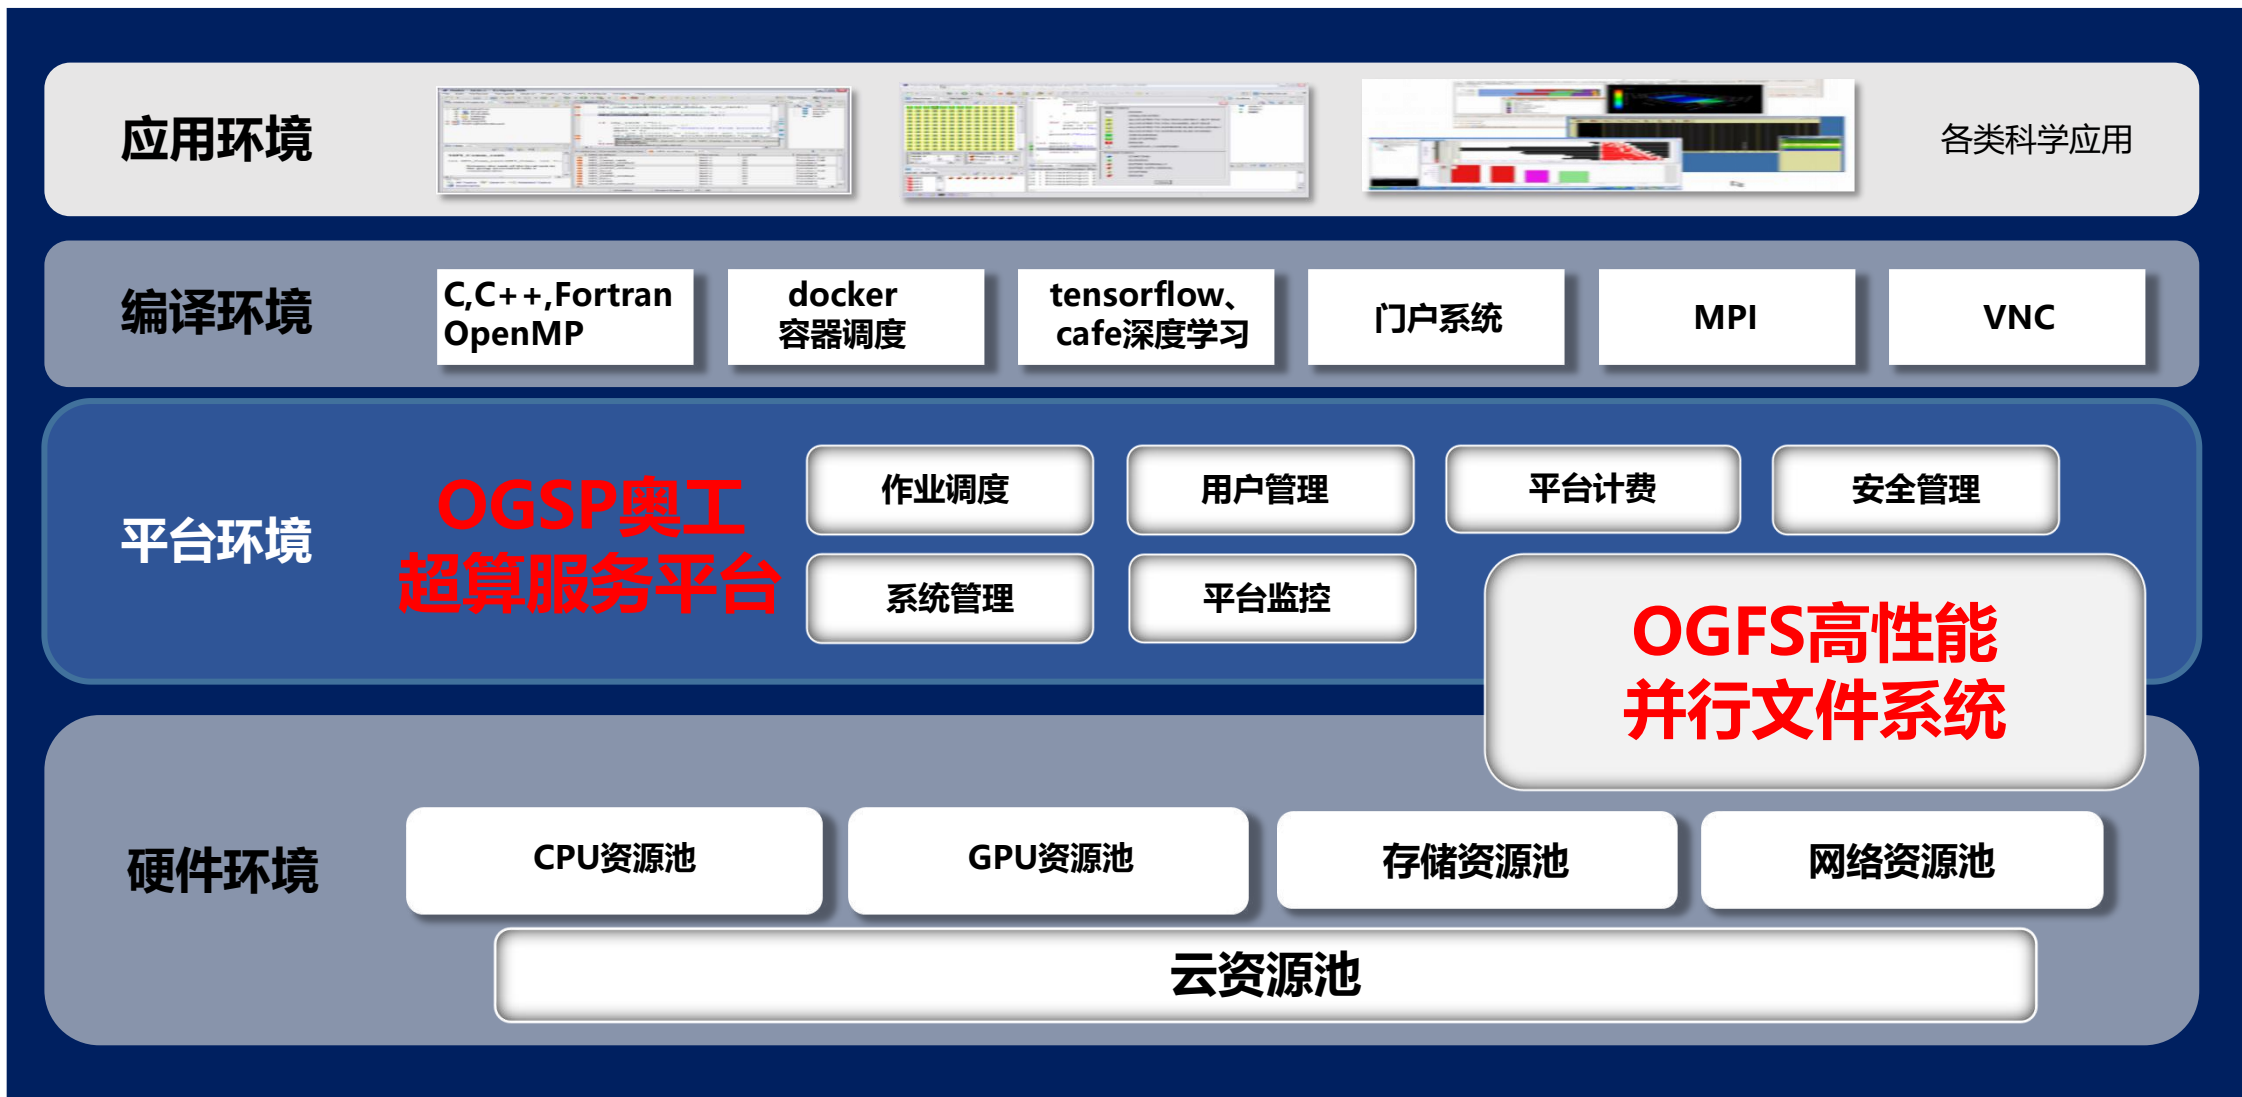 应用环境
各类科学应用
编译环境
C,C++,Fortran
OpenMP
docker
容器调度
tensorflow、
cafe深度学习
门户系统
MPI
VNC
平台环境
OGSP奥工
超算服务平台
作业调度
用户管理
平台计费
安全管理
系统管理
平台监控
OGFS高性能
并行文件系统
硬件环境
CPU资源池
GPU资源池
存储资源池
网络资源池
云资源池